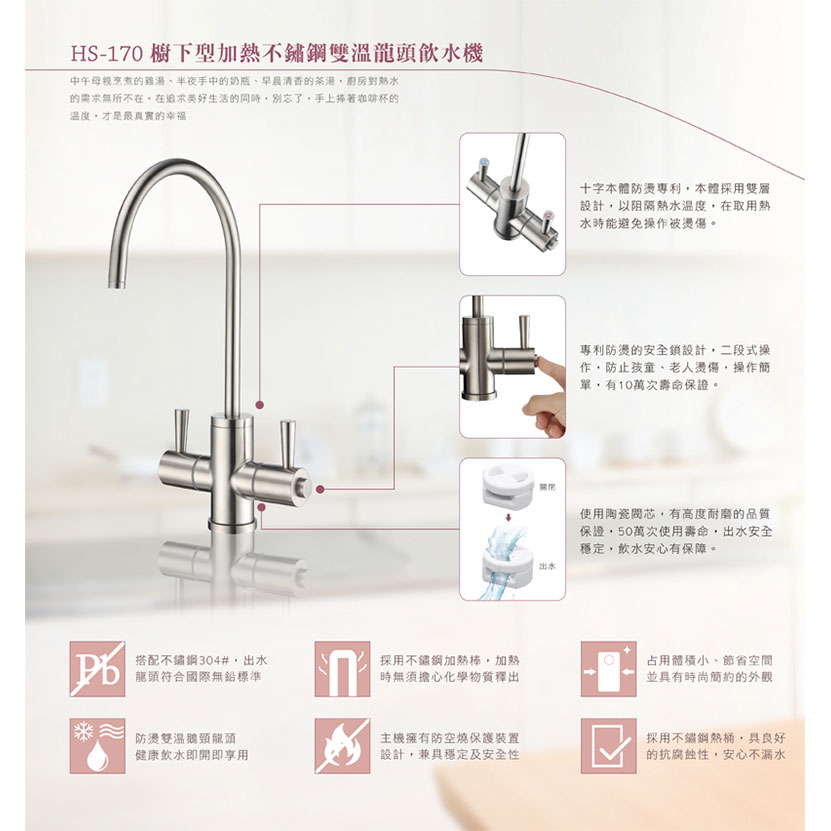 HS-170 櫥下型加熱不鏽鋼雙溫龍頭飲水機
中午母親烹煮的雞湯、半夜手中的奶瓶、早晨清香的茶湯，廚房對熱水
的需求無所不在。在追求美好生活的同時，別忘了，手上捧著咖啡杯的
溫度，才是最真實的幸福
十字本體防燙專利，本體採用雙層
設計，以阻隔熱水溫度，在取用熱
水時能避免操作被燙傷。
專利防燙的安全鎖設計，二段式操
作，防止孩童、老人燙傷，操作簡
單，有10萬次壽命保證。
關閉
出水
使用陶瓷閥芯，有高度耐磨的品質
保證，50萬次使用壽命，出水安全
穩定，飲水安心有保障。
Pb
搭配不鏽鋼304#，出水
龍頭符合國際無鉛標準
採用不鏽鋼加熱棒，加熱
時無須擔心化學物質釋出
占用體積小、節省空間
並具有時尚簡約的外觀
防燙雙溫鵝頸龍頭
健康飲水即開即享用
主機擁有防空燒保護裝置
設計，兼具穩定及安全性
採用不鏽鋼熱桶，具良好
的抗腐蝕性，安心不漏水